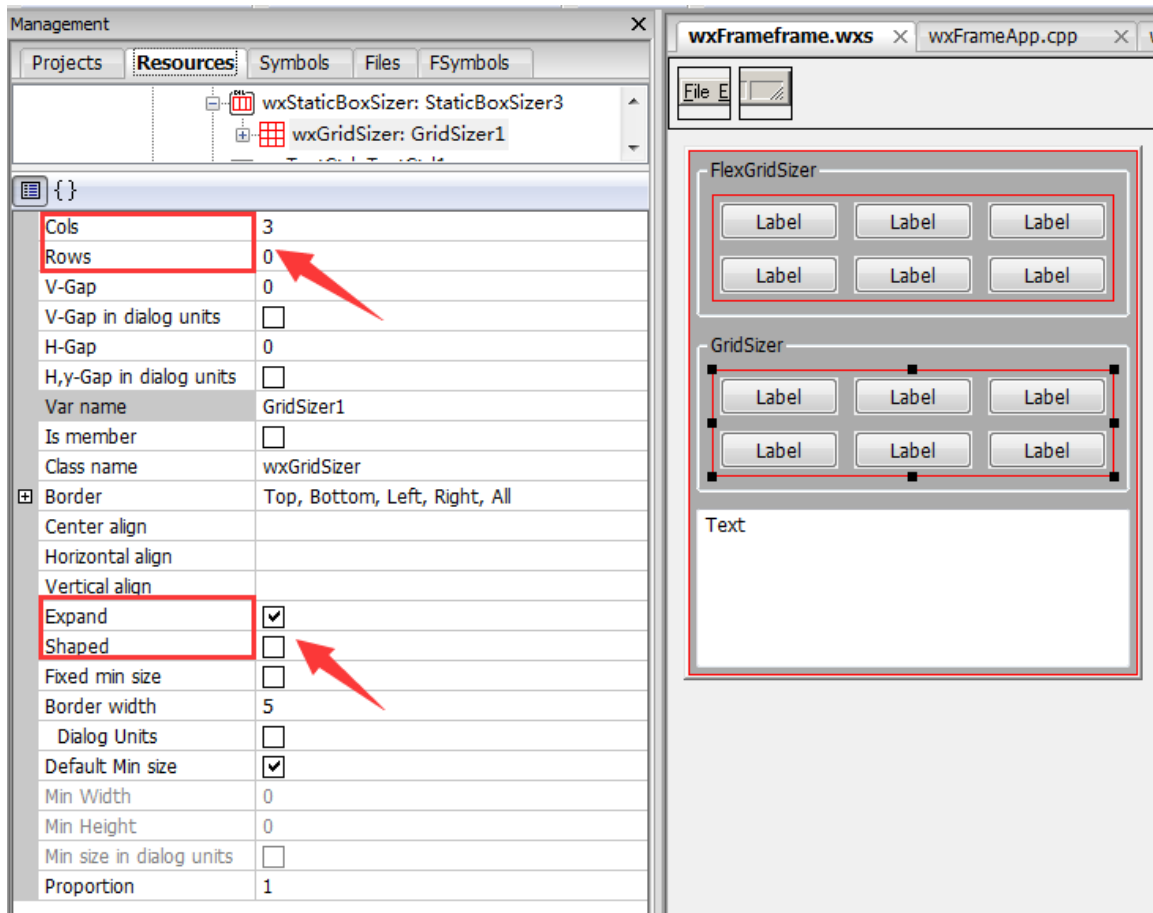 Management
Projects Resources Symbols Files FSymbols
wxStaticBoxSizer: StaticBoxSizer3
wxGridSizer: GridSizer1
{}
Cols 3
Rows 0
V-Gap 0
V-Gap in dialog units
H-Gap 0
H,y-Gap in dialog units
Var name GridSizer1
Is member
Class name wxGridSizer
Border Top, Bottom, Left, Right, All
Center align
Horizontal align
Vertical align
Expand
Shaped
Fixed min size
Border width 5
Dialog Units
Default Min size
Min Width 0
Min Height 0
Min size in dialog units
Proportion 1
wxFrameframe.wxs wxFrameApp.cpp
File E
FlexGridSizer
Label Label Label
Label Label Label
GridSizer
Label Label Label
Label Label Label
Text